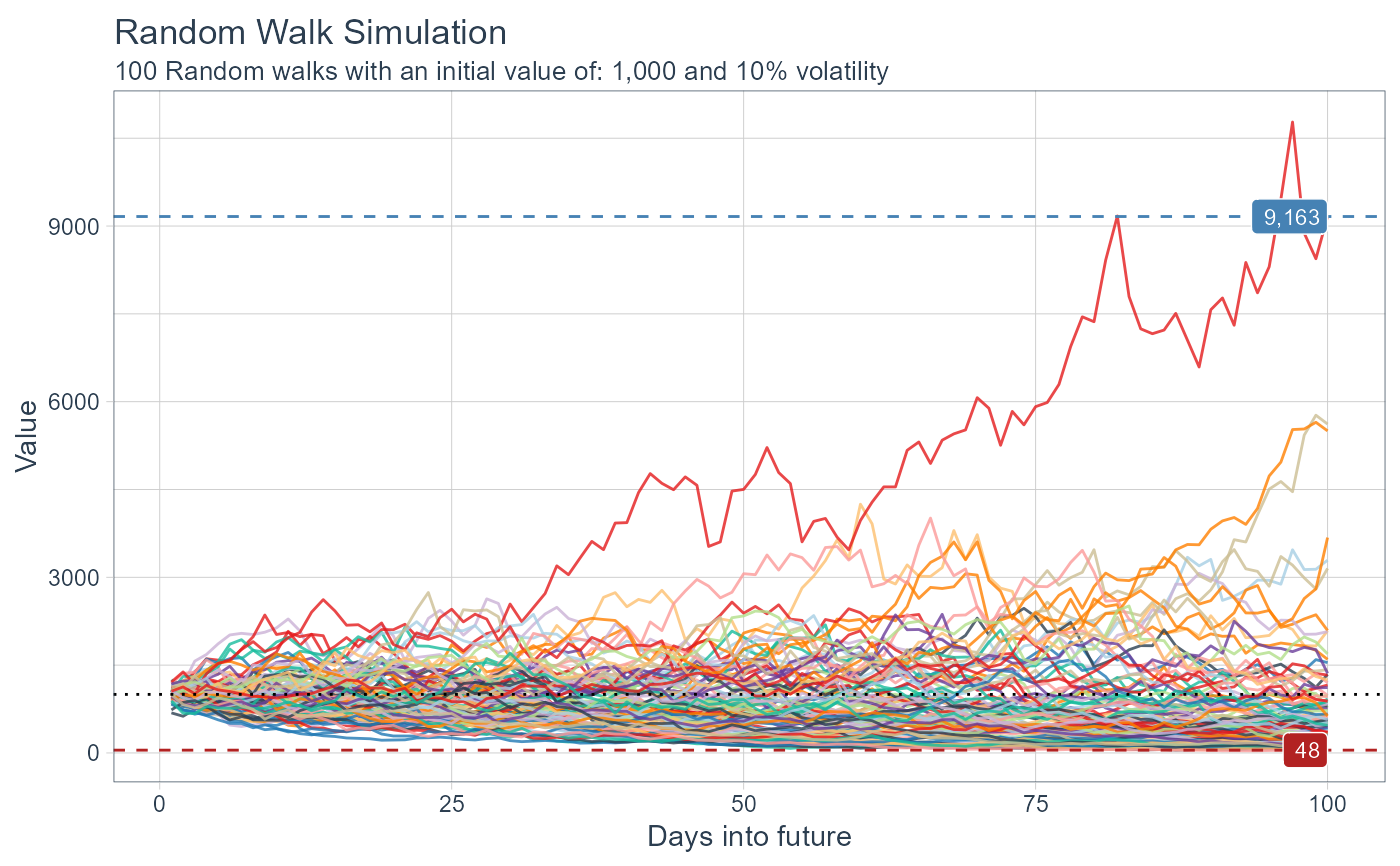 Random Walk Simulation
100 Random walks with an initial value of: 1,000 and 10% volatility
Value
9000
6000
3000
0
9,163
48
0 25 50 75 100
Days into future